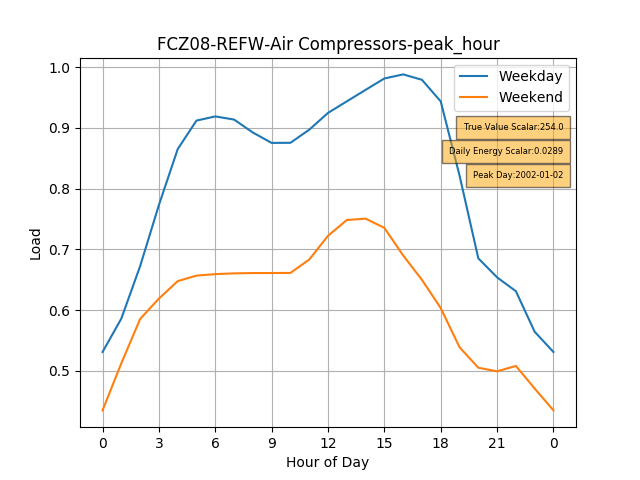 FCZ08-REFW-Air Compressors-peak_hour
Weekday
Weekend
True Value Scalar:254.0
Daily Energy Scalar:0.0289
Peak Day:2002-01-02
1.0
0.9
0.8
0.7
0.6
0.5
Load
0 3 6 9 12 15 18 21 0
Hour of Day